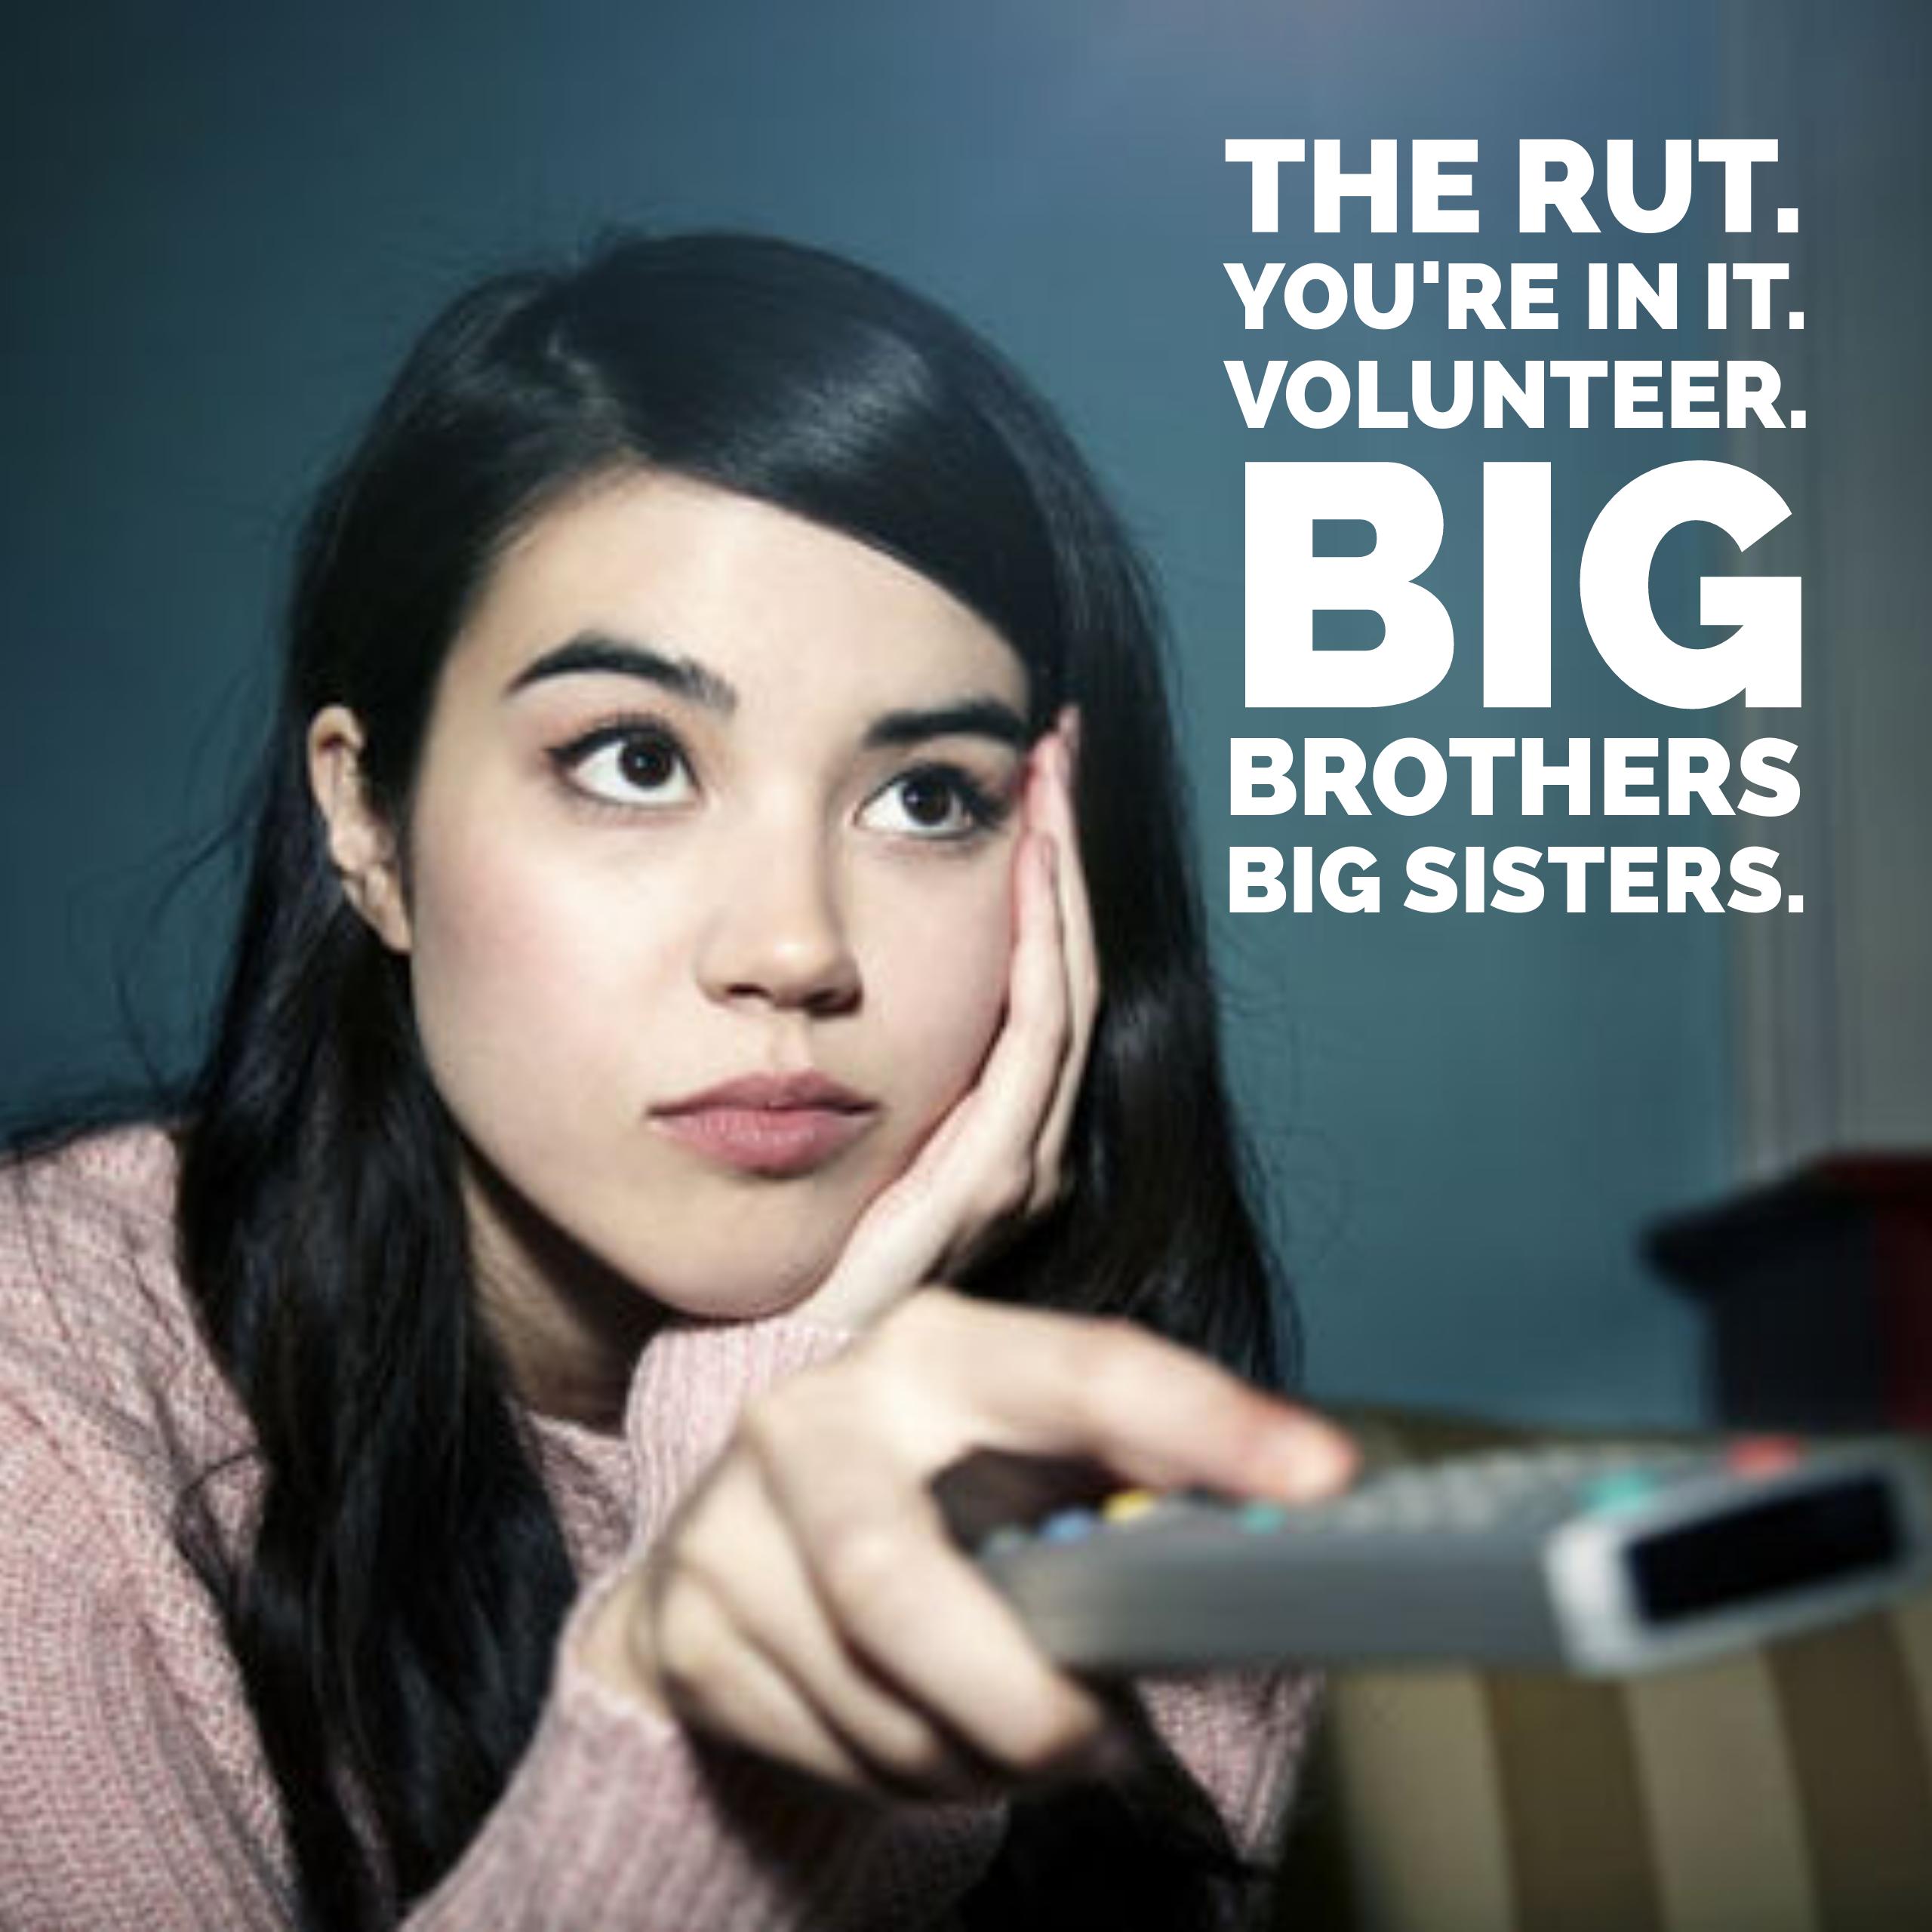 THE RUT.
YOU'RE IN IT.
VOLUNTEER.
BIG
BROTHERS
BIG SISTERS.